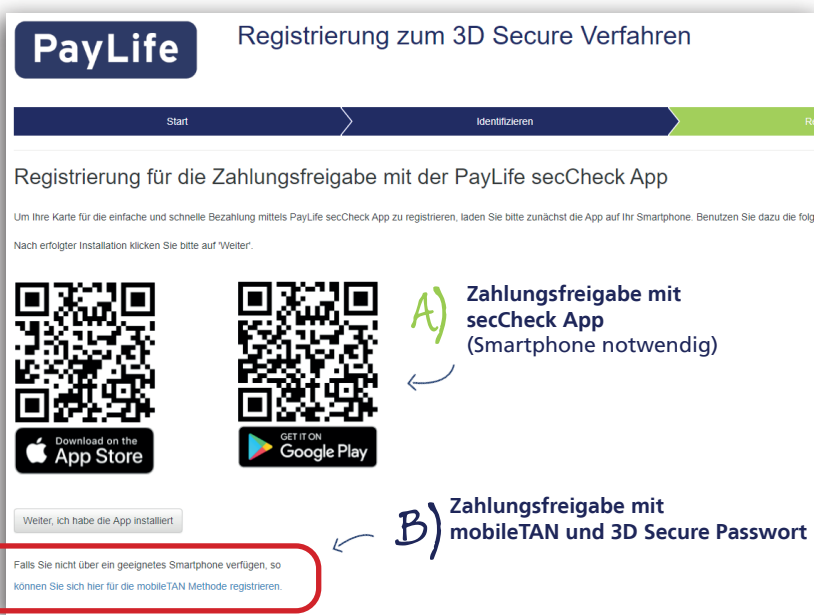 PayLife
Registrierung zum 3D Secure Verfahren
Start
Identifizieren
Registrierung für die Zahlungsfreigabe mit der PayLife secCheck App
Um Ihre Karte für die einfache und schnelle Bezahlung mittels PayLife secCheck App zu registrieren, laden Sie bitte zunächst die App auf Ihr Smartphone. Benutzen Sie dazu die
Nach erfolgter Installation klicken Sie bitte auf 'Weiter'.
A)
Zahlungsfreigabe mit
secCheck App
(Smartphone notwendig)
Download on the
App Store
GET IT ON
Google Play
Weiter, ich habe die App installiert
B)
Zahlungsfreigabe mit
mobileTAN und 3D Secure Passwort
Falls Sie nicht über ein geeignetes Smartphone verfügen, so
können Sie sich hier für die mobileTAN Methode registrieren.